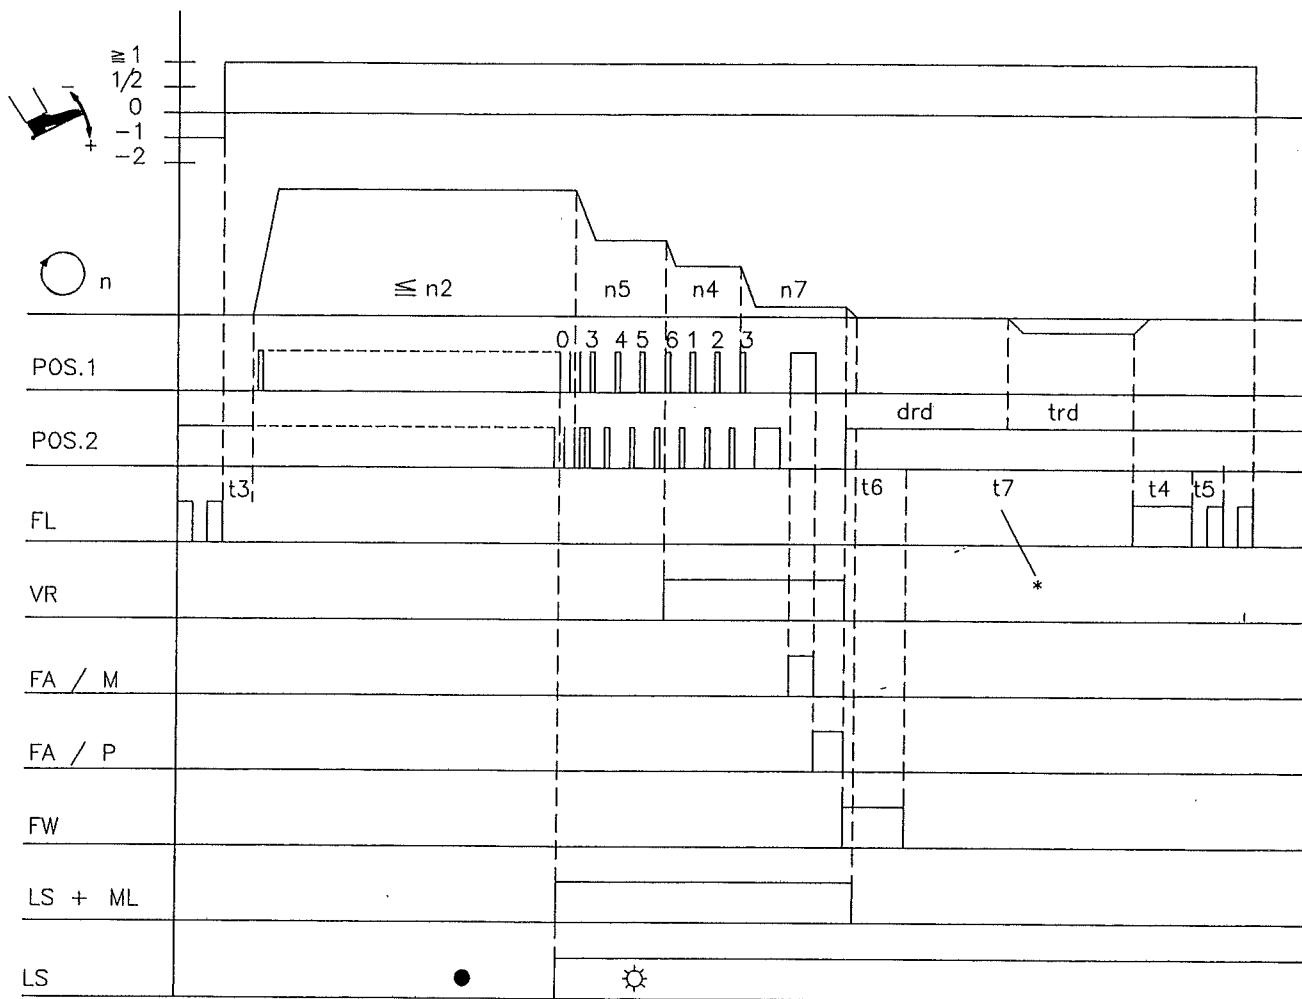 ≧ 1
1/2
0
−1
−2
−
+
n
≦ n2
n5
n4
n7
0 3 4 5 6 1 2 3
POS.1
drd
trd
POS.2
t3
t6
t7
t4
t5
FL
*
VR
FA / M
FA / P
FW
LS + ML
LS